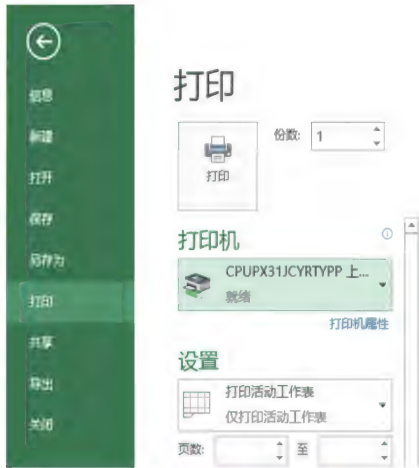 信息
新建
打开
保存
另存为
打印
共享
导出
关闭
打印
打印
份数: 1
打印机
CPUPX31JCYRTYPP 上...
就绪
打印机属性
设置
打印活动工作表
仅打印活动工作表
页数: 至